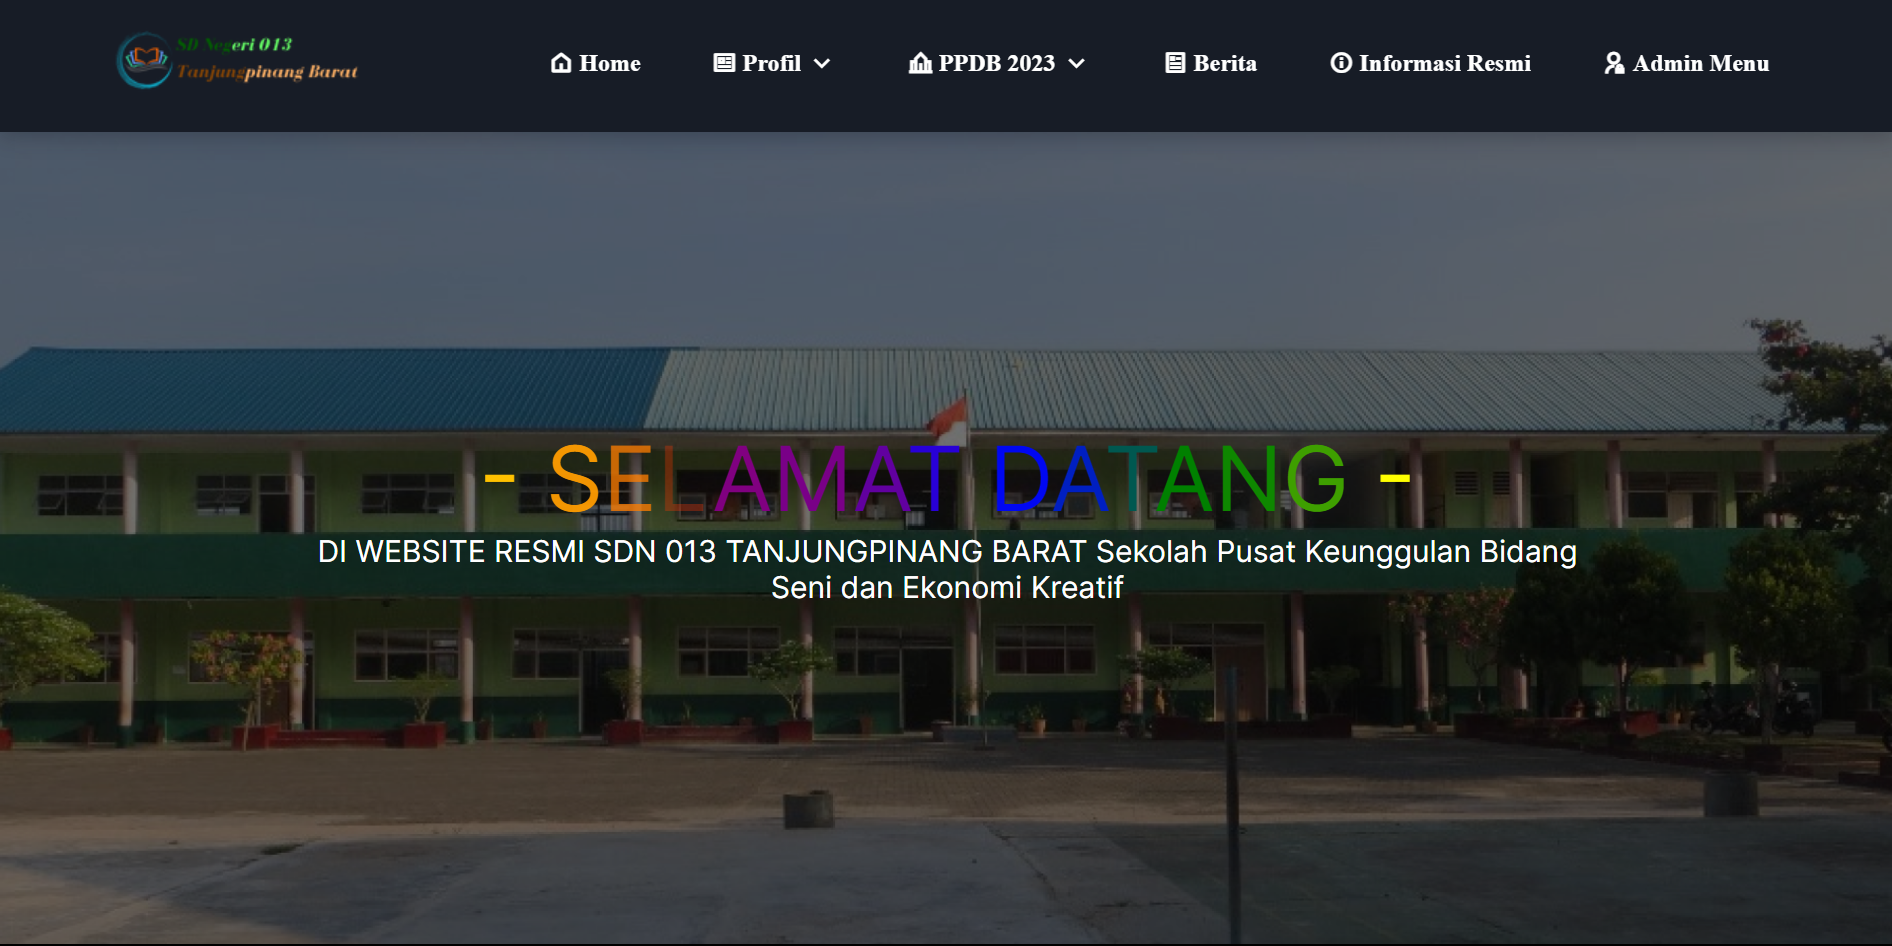 SD Negeri 013
Tanjungpinang Barat
Home
Profil
PPDB 2023
Berita
Informasi Resmi
Admin Menu
- SELAMAT DATANG -
DI WEBSITE RESMI SDN 013 TANJUNGPINANG BARAT Sekolah Pusat Keunggulan Bidang
Seni dan Ekonomi Kreatif